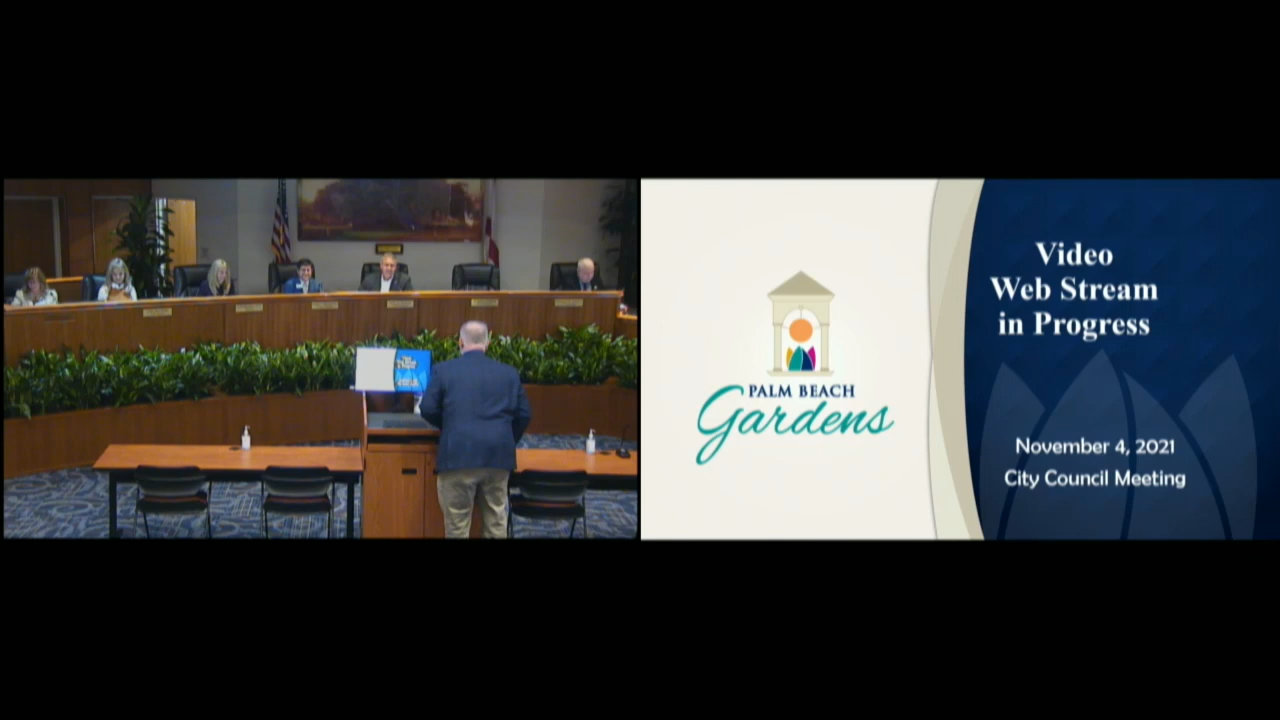 PALM BEACH
Gardens
Video
Web Stream
in Progress
November 4, 2021
City Council Meeting